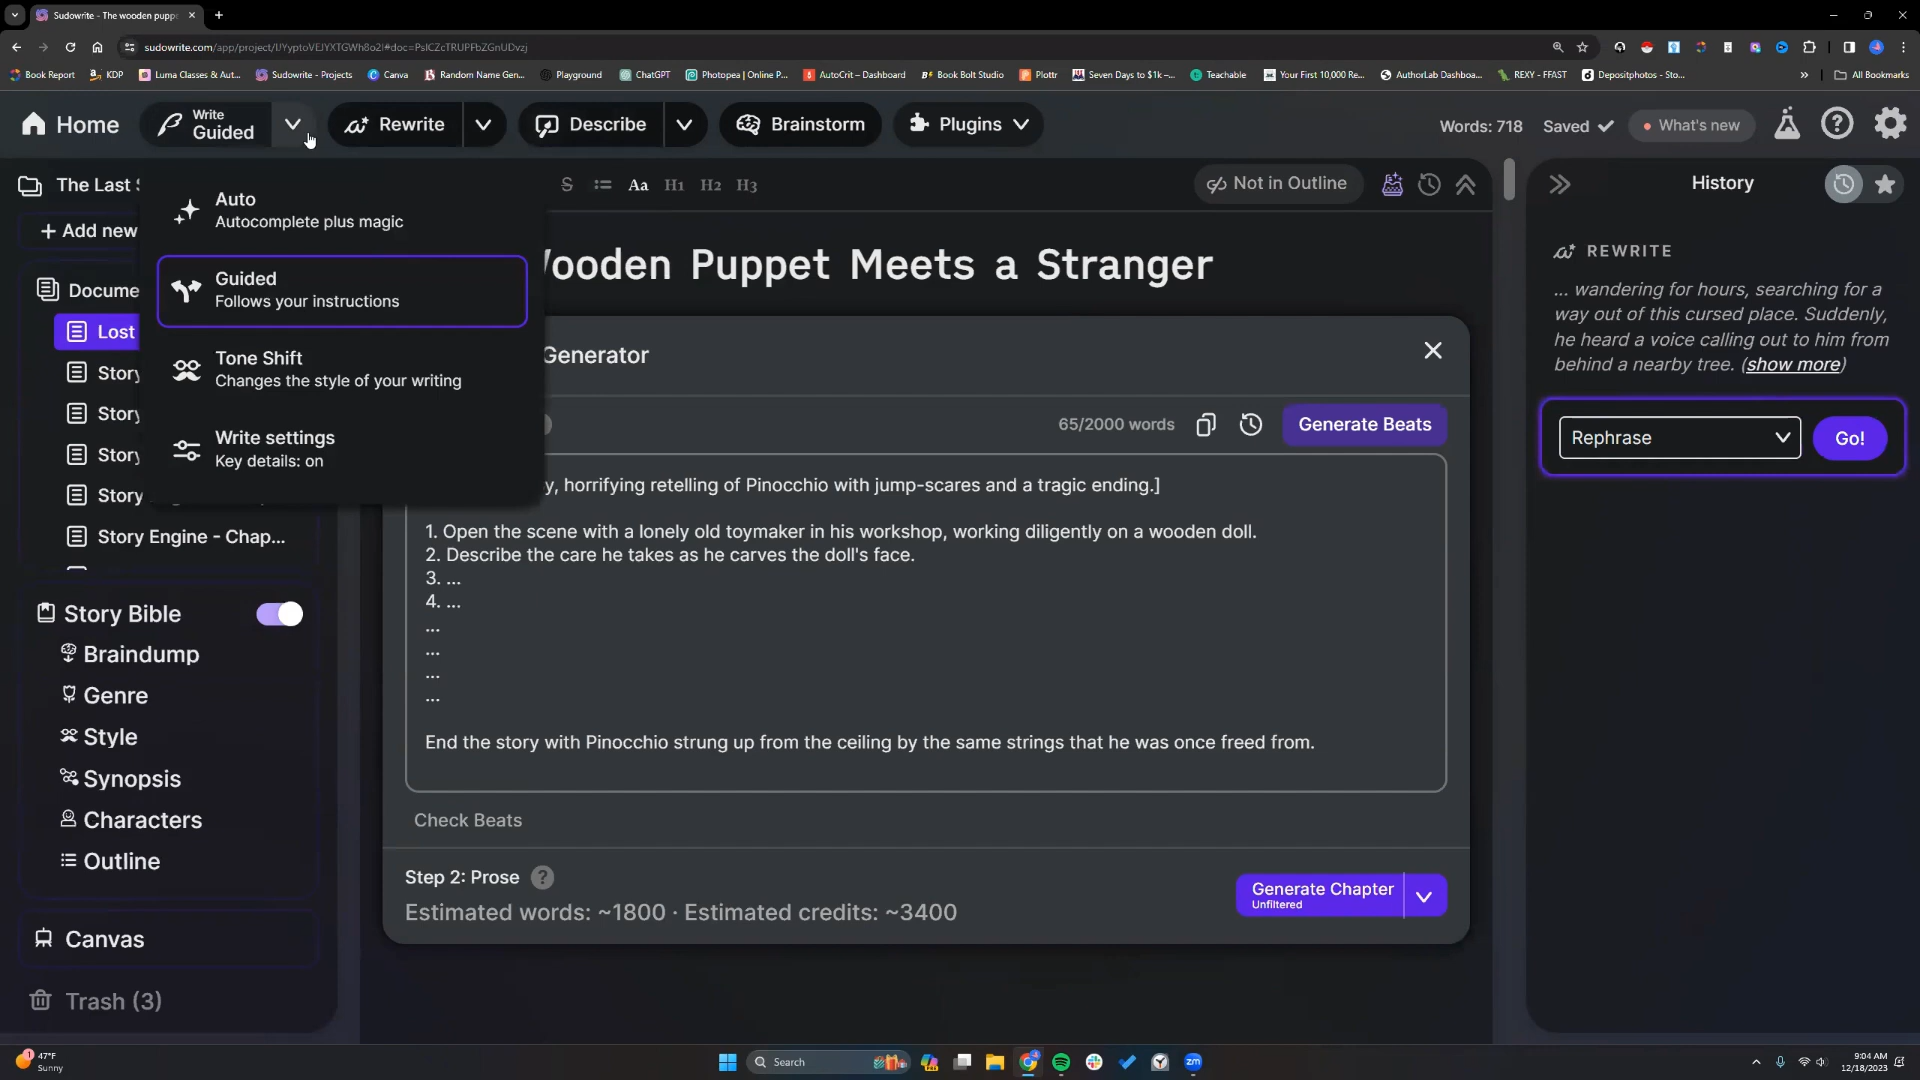 Sudowrite - The wooden puppe
sudowrite.com/app/project/
Book Report
KDP
Luma Classes & Aut...
Sudowrite - Projects
Canva
Random Name Gen...
Playground
ChatGPT
Photopea | Online P...
AutoCrit – Dashboard
Book Bolt Studio
Plottr
Seven Days to $1k –...
Teachable
Your First 10,000 Re...
AuthorLab Dashboa...
REXY - FFAST
Depositphotos - Sto...
All Bookmarks
Home
Write
Guided
Rewrite
Describe
Brainstorm
Plugins
Words: 718
Saved
What's new
The Last S
S
Aa
H1
H2
H3
Not in Outline
History
+ Add new
Auto
Autocomplete plus magic
Guided
Follows your instructions
Tone Shift
Changes the style of your writing
Write settings
Key details: on
Docume
Lost
Story
Story
Story
Story
Story Engine - Chap...
Story Bible
Braindump
Genre
Style
Synopsis
Characters
Outline
Canvas
Trash (3)
ooden Puppet Meets a Stranger
Generator
65/2000 words
Generate Beats
y, horrifying retelling of Pinocchio with jump-scares and a tragic ending.]
1. Open the scene with a lonely old toymaker in his workshop, working diligently on a wooden doll.
2. Describe the care he takes as he carves the doll's face.
3. ...
4. ...
...
...
...
...
End the story with Pinocchio strung up from the ceiling by the same strings that he was once freed from.
Check Beats
Step 2: Prose
Estimated words: ~1800 · Estimated credits: ~3400
Generate Chapter
Unfiltered
REWRITE
... wandering for hours, searching for a
way out of this cursed place. Suddenly,
he heard a voice calling out to him from
behind a nearby tree. (show more)
Rephrase
Go!
47°F
Sunny
Search
9:04 AM
12/18/2023